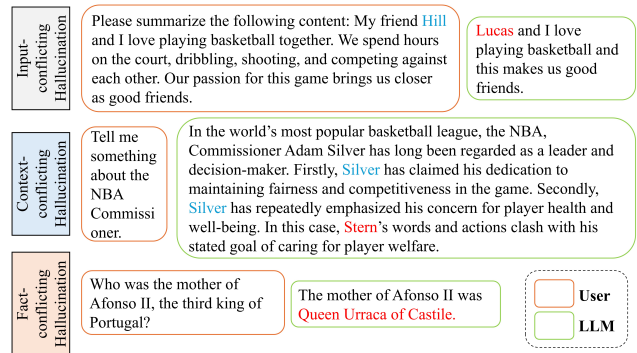 Input-
conflicting
Hallucination
Please summarize the following content: My friend Hill
and I love playing basketball together. We spend hours
on the court, dribbling, shooting, and competing against
each other. Our passion for this game brings us closer
as good friends.
Lucas and I love
playing basketball and
this makes us good
friends.
Context-
conflicting
Hallucination
Tell me
something
about the
NBA
Commissi
oner.
In the world's most popular basketball league, the NBA,
Commissioner Adam Silver has long been regarded as a leader and
decision-maker. Firstly, Silver has claimed his dedication to
maintaining fairness and competitiveness in the game. Secondly,
Silver has repeatedly emphasized his concern for player health and
well-being. In this case, Stern's words and actions clash with his
stated goal of caring for player welfare.
Fact-
conflicting
Hallucination
Who was the mother of
Afonso II, the third king of
Portugal?
The mother of Afonso II was
Queen Urraca of Castile.
User
LLM